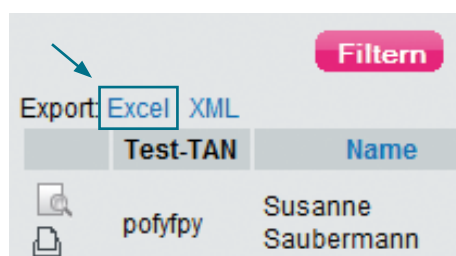 Filtern
Export: Excel XML
Test-TAN Name
pofyfpy Susanne
Saubermann